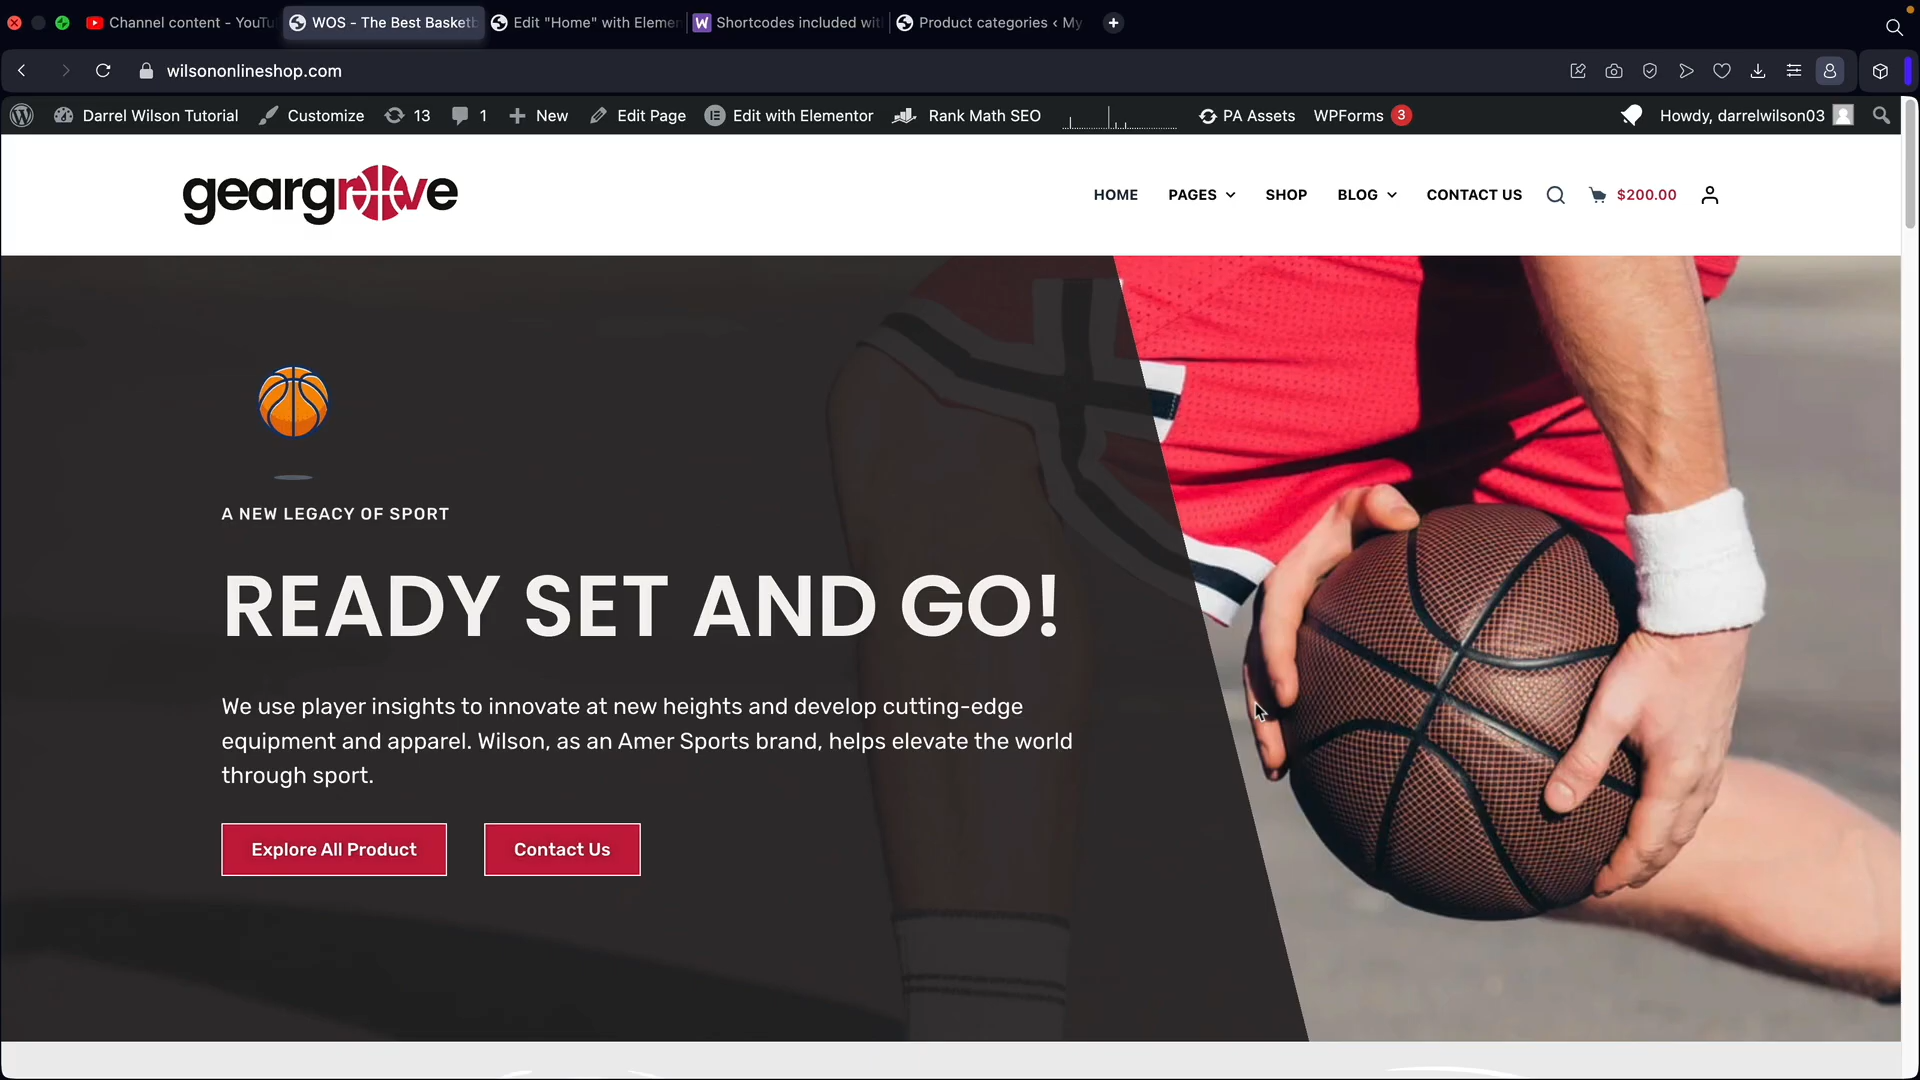 Channel content - YouTu
WOS - The Best Basketb
Edit "Home" with Eleme
Shortcodes included wit
Product categories ‹ My
wilsononlineshop.com
Darrel Wilson Tutorial
Customize
13
1
New
Edit Page
Edit with Elementor
Rank Math SEO
PA Assets
WPForms 3
Howdy, darrelwilson03
geargroove
HOME
PAGES
SHOP
BLOG
CONTACT US
$200.00
A NEW LEGACY OF SPORT
READY SET AND GO!
We use player insights to innovate at new heights and develop cutting-edge
equipment and apparel. Wilson, as an Amer Sports brand, helps elevate the world
through sport.
Explore All Product
Contact Us